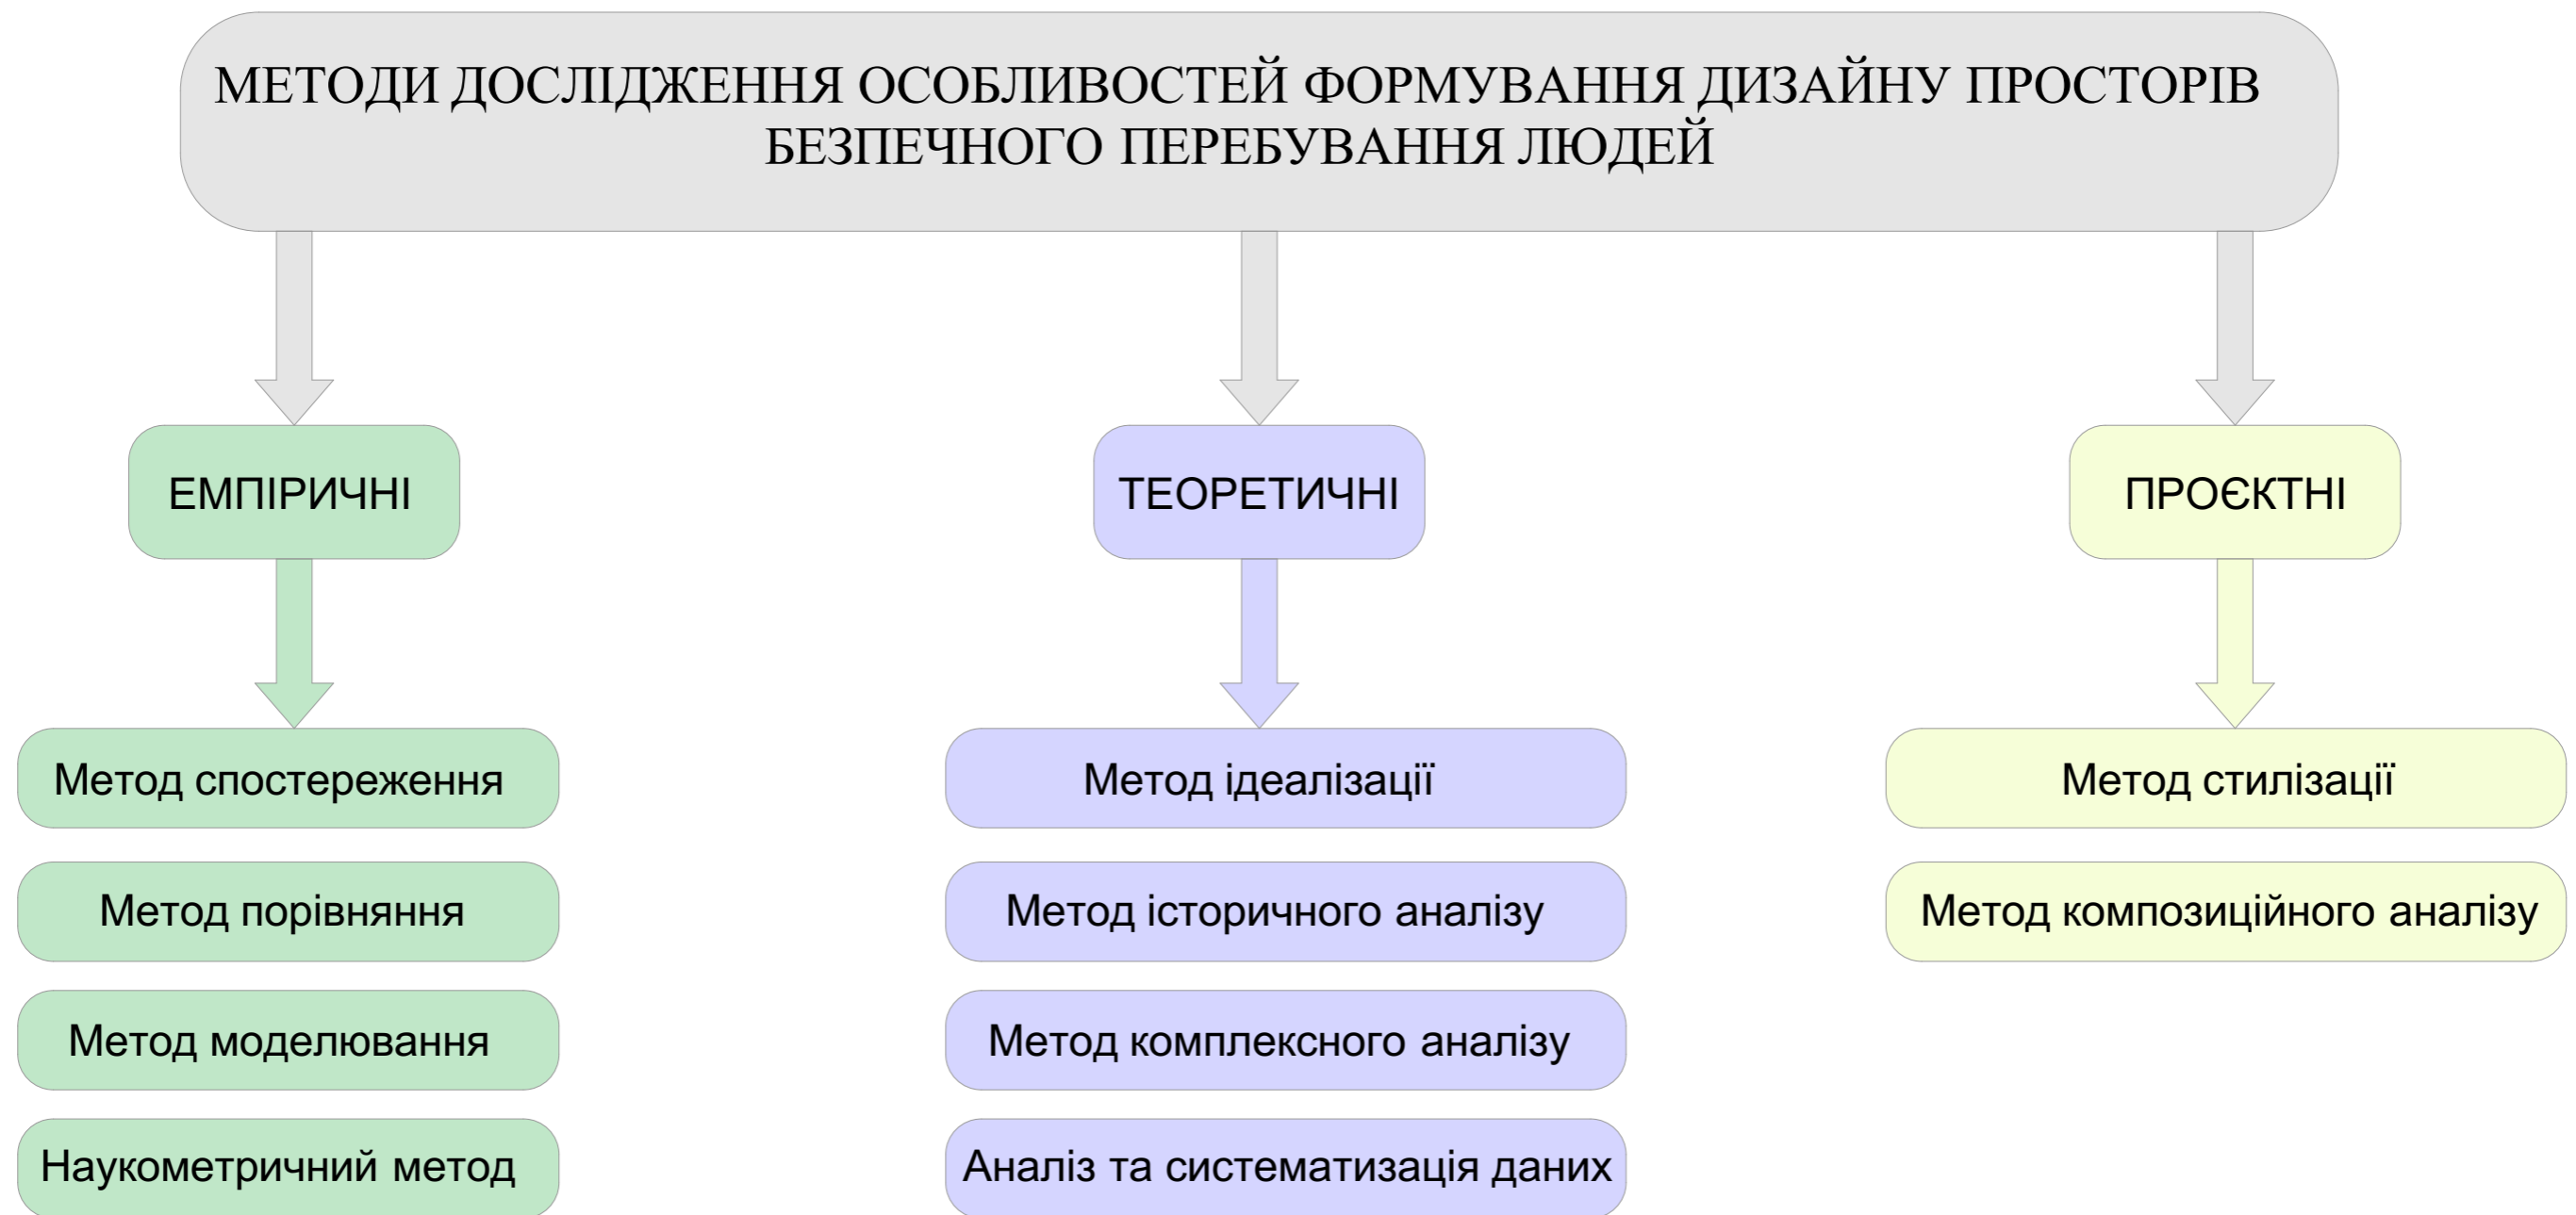 МЕТОДИ ДОСЛІДЖЕННЯ ОСОБЛИВОСТЕЙ ФОРМУВАННЯ ДИЗАЙНУ ПРОСТОРІВ
БЕЗПЕЧНОГО ПЕРЕБУВАННЯ ЛЮДЕЙ
ЕМПІРИЧНІ
Метод спостереження
Метод порівняння
Метод моделювання
Наукометричний метод
ТЕОРЕТИЧНІ
Метод ідеалізації
Метод історичного аналізу
Метод комплексного аналізу
Аналіз та систематизація даних
ПРОЄКТНІ
Метод стилізації
Метод композиційного аналізу